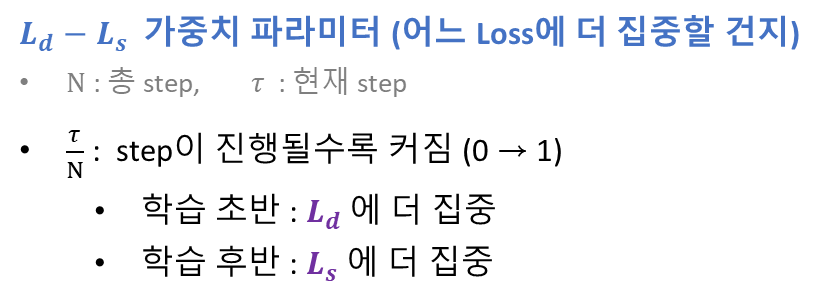 L_d − L_s 가중치 파라미터 (어느 Loss에 더 집중할 건지)
• N : 총 step, τ : 현재 step
• τ/N : step이 진행될수록 커짐 (0 → 1)
• 학습 초반 : L_d 에 더 집중
• 학습 후반 : L_s 에 더 집중